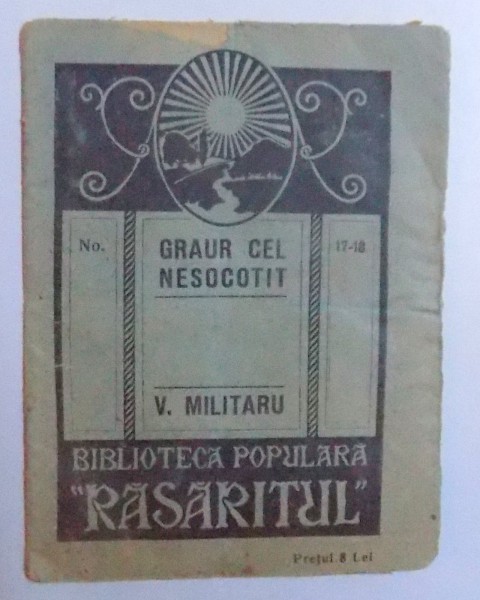 No.
GRAUR CEL
NESOCOTIT
17-18
V. MILITARU
BIBLIOTECA POPULARĂ
"RĂSĂRITUL"
Prețul 8 Lei